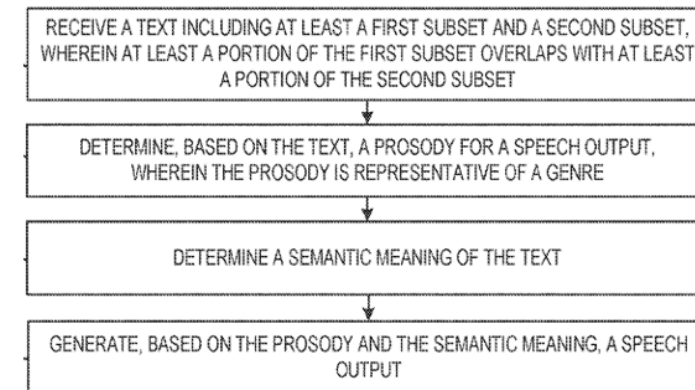 RECEIVE A TEXT INCLUDING AT LEAST A FIRST SUBSET AND A SECOND SUBSET,
WHEREIN AT LEAST A PORTION OF THE FIRST SUBSET OVERLAPS WITH AT LEAST
A PORTION OF THE SECOND SUBSET
DETERMINE, BASED ON THE TEXT, A PROSODY FOR A SPEECH OUTPUT,
WHEREIN THE PROSODY IS REPRESENTATIVE OF A GENRE
DETERMINE A SEMANTIC MEANING OF THE TEXT
GENERATE, BASED ON THE PROSODY AND THE SEMANTIC MEANING, A SPEECH
OUTPUT